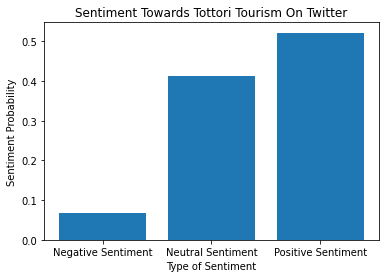 Sentiment Towards Tottori Tourism On Twitter
Sentiment Probability
0.5
0.4
0.3
0.2
0.1
0.0
Negative Sentiment Neutral Sentiment Positive Sentiment
Type of Sentiment